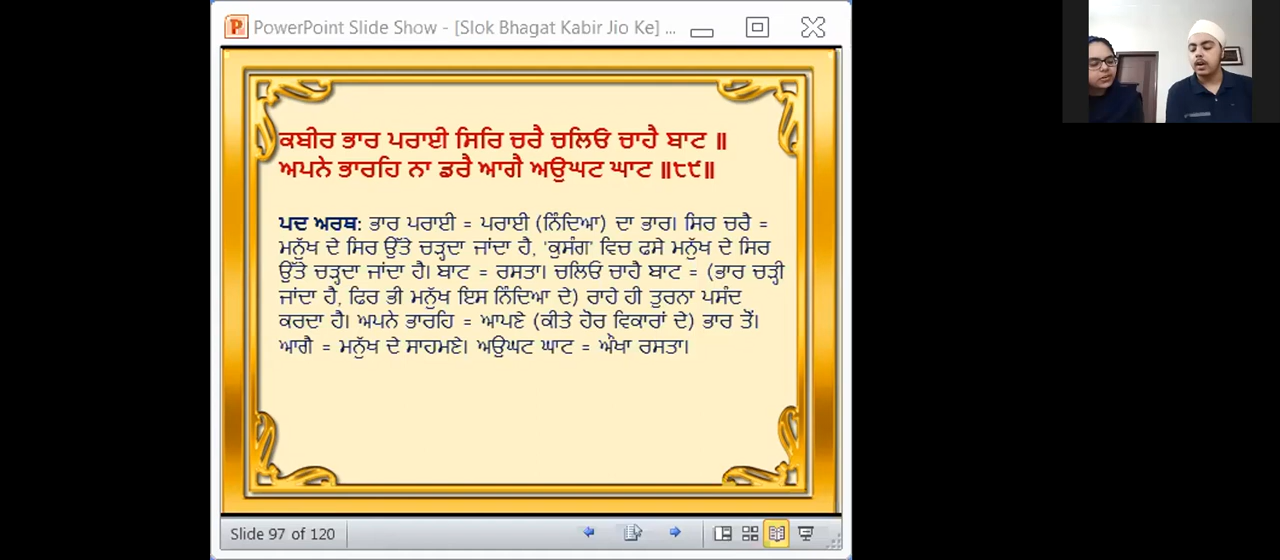 PowerPoint Slide Show - [Slok Bhagat Kabir Jio Ke] ...
ਕਬੀਰ ਭਾਰ ਪਰਾਈ ਸਿਰਿ ਚਰੈ ਚਲਿਓ ਚਾਹੈ ਬਾਟ ॥
ਅਪਨੇ ਭਾਰਹਿ ਨਾ ਡਰੈ ਆਗੈ ਅਉਘਟ ਘਾਟ ॥੮੯॥
ਪਦ ਅਰਥ: ਭਾਰ ਪਰਾਈ = ਪਰਾਈ (ਨਿੰਦਿਆ) ਦਾ ਭਾਰ। ਸਿਰ ਚਰੈ =
ਮਨੁੱਖ ਦੇ ਸਿਰ ਉੱਤੇ ਚੜ੍ਹਦਾ ਜਾਂਦਾ ਹੈ, 'ਕੁਸੰਗ' ਵਿਚ ਫਸੇ ਮਨੁੱਖ ਦੇ ਸਿਰ
ਉੱਤੇ ਚੜ੍ਹਦਾ ਜਾਂਦਾ ਹੈ। ਬਾਟ = ਰਸਤਾ। ਚਲਿਓ ਚਾਹੈ ਬਾਟ = (ਭਾਰ ਚੜ੍ਹੀ
ਜਾਂਦਾ ਹੈ, ਫਿਰ ਭੀ ਮਨੁੱਖ ਇਸ ਨਿੰਦਿਆ ਦੇ) ਰਾਹੇ ਹੀ ਤੁਰਨਾ ਪਸੰਦ
ਕਰਦਾ ਹੈ। ਅਪਨੇ ਭਾਰਹਿ = ਆਪਣੇ (ਕੀਤੇ ਹੋਰ ਵਿਕਾਰਾਂ ਦੇ) ਭਾਰ ਤੋਂ।
ਆਗੈ = ਮਨੁੱਖ ਦੇ ਸਾਹਮਣੇ। ਅਉਘਟ ਘਾਟ = ਔਖਾ ਰਸਤਾ।
Slide 97 of 120